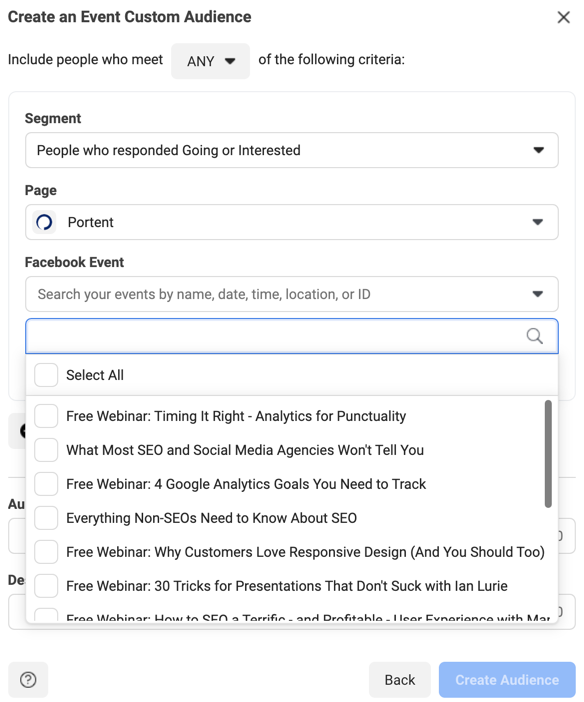 Create an Event Custom Audience
Include people who meet ANY of the following criteria:
Segment
People who responded Going or Interested
Page
Portent
Facebook Event
Search your events by name, date, time, location, or ID
Select All
Free Webinar: Timing It Right - Analytics for Punctuality
What Most SEO and Social Media Agencies Won't Tell You
Free Webinar: 4 Google Analytics Goals You Need to Track
Everything Non-SEOs Need to Know About SEO
Au
0
Free Webinar: Why Customers Love Responsive Design (And You Should Too)
De
Free Webinar: 30 Tricks for Presentations That Don't Suck with Ian Lurie
Free Webinar: How to SEO a Terrific - and Profitable - User Experience with Mar
0
Back
Create Audience